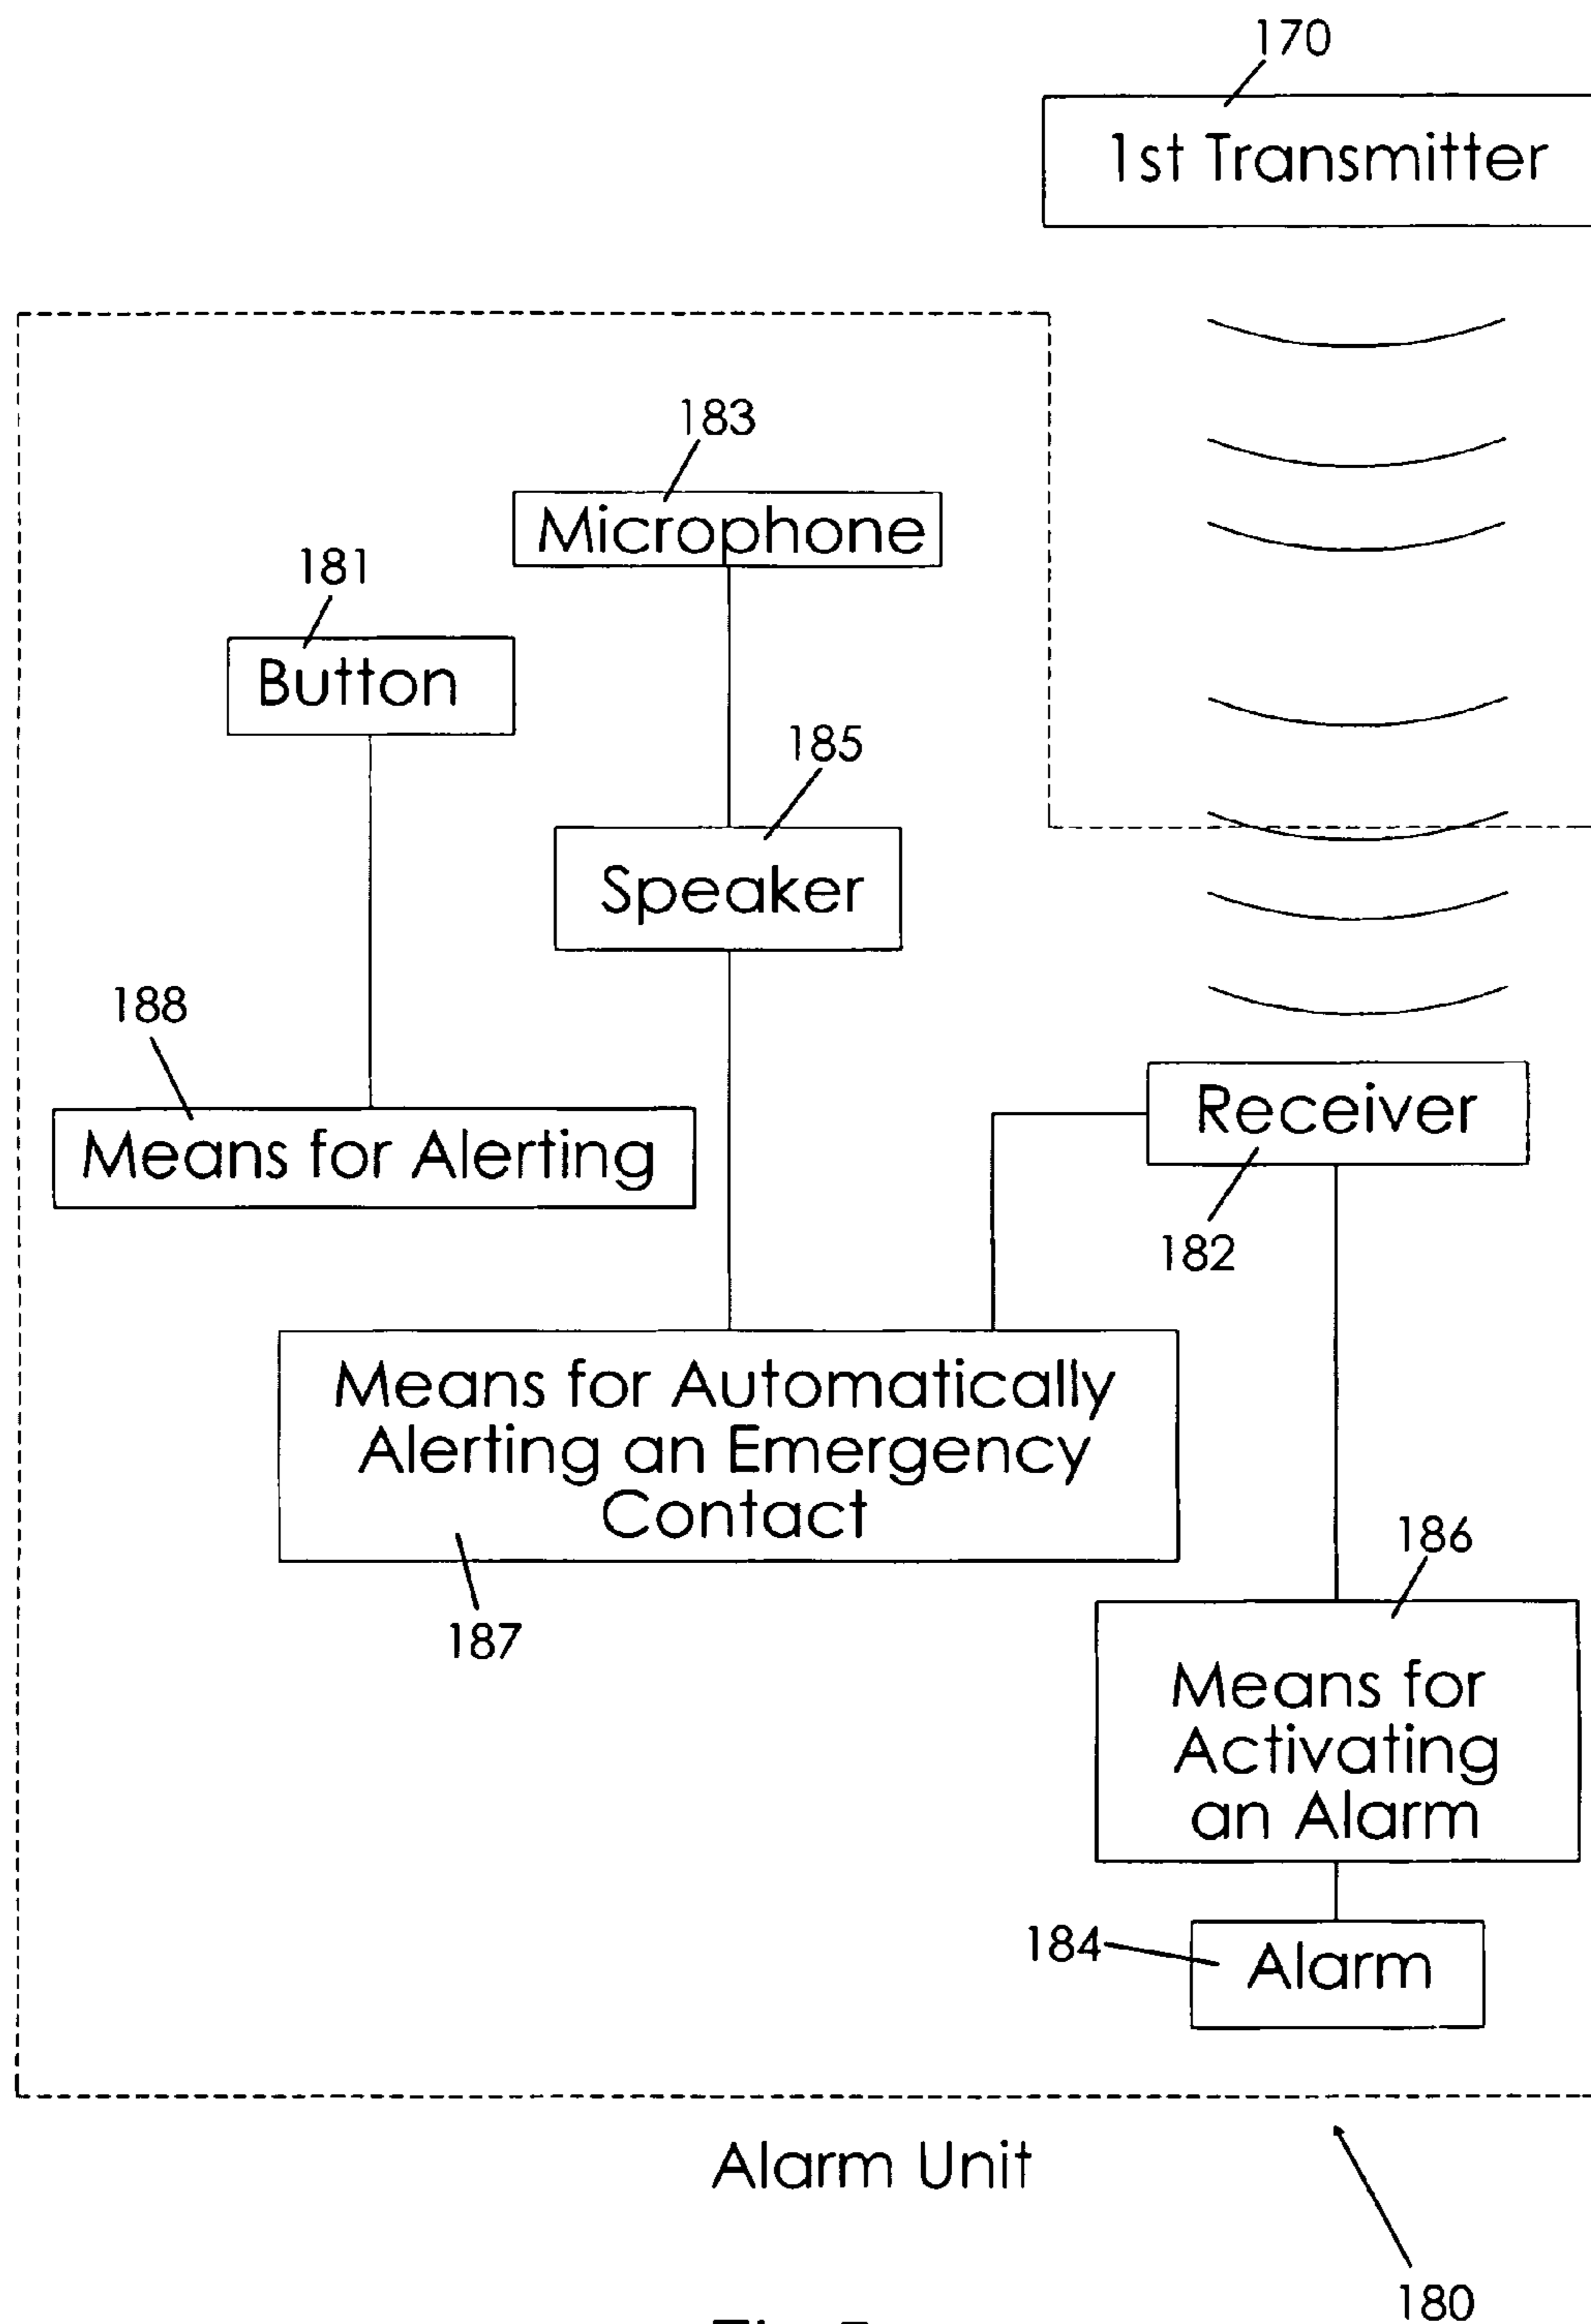 170
1st Transmitter
183
Microphone
181
Button
185
Speaker
188
Means for Alerting
Receiver
182
Means for Automatically
Alerting an Emergency
Contact
187
186
Means for
Activating
an Alarm
184
Alarm
Alarm Unit
180